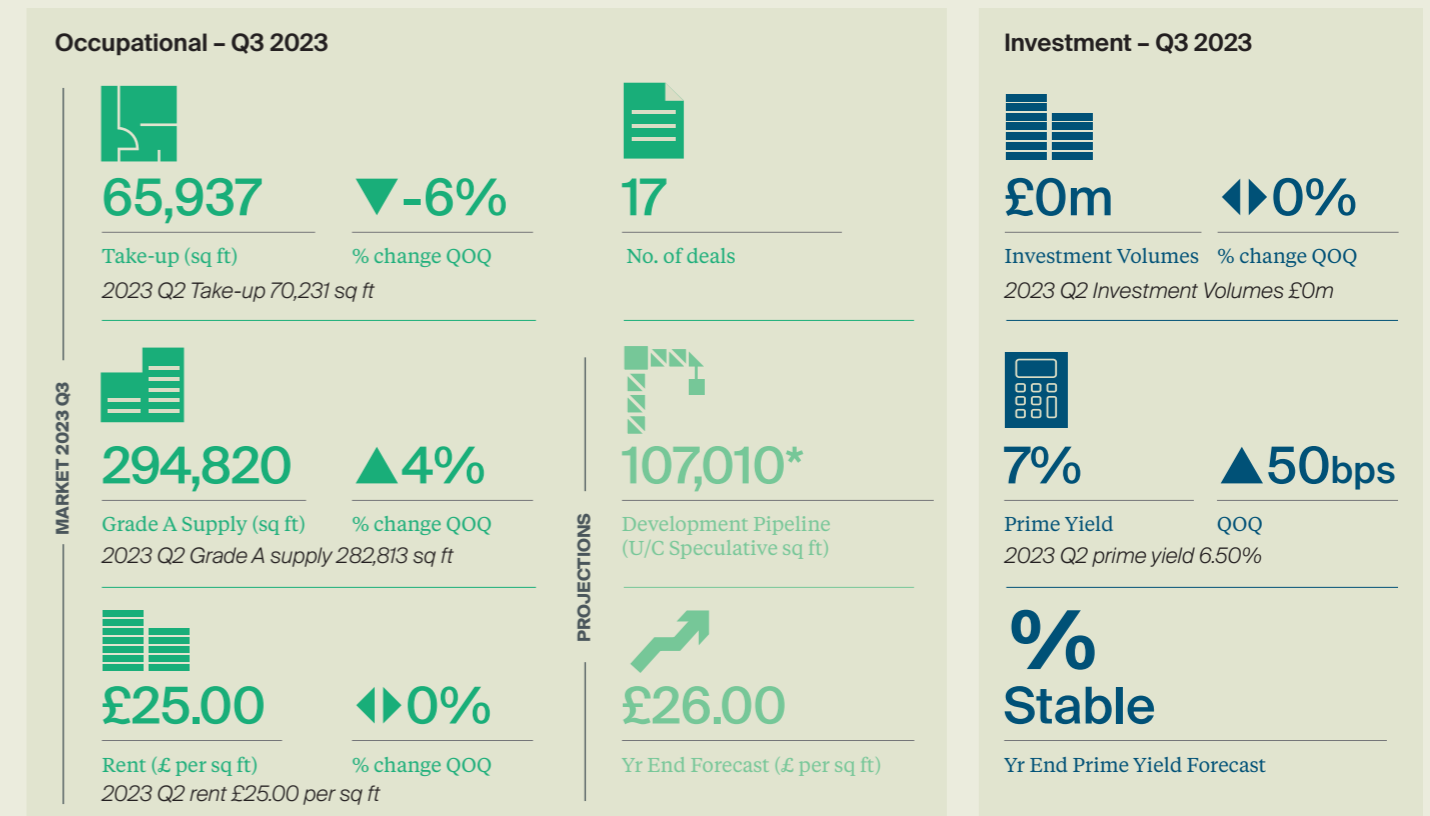 Occupational – Q3 2023
MARKET 2023 Q3
65,937
▼-6%
Take-up (sq ft)
% change QOQ
2023 Q2 Take-up 70,231 sq ft
17
No. of deals
294,820
▲4%
Grade A Supply (sq ft)
% change QOQ
2023 Q2 Grade A supply 282,813 sq ft
£25.00
0%
Rent (£ per sq ft)
% change QOQ
2023 Q2 rent £25.00 per sq ft
PROJECTIONS
107,010*
Development Pipeline
(U/C Speculative sq ft)
£26.00
Yr End Forecast (£ per sq ft)
Investment – Q3 2023
£0m
0%
Investment Volumes
% change QOQ
2023 Q2 Investment Volumes £0m
7%
▲50bps
Prime Yield
QOQ
2023 Q2 prime yield 6.50%
%
Stable
Yr End Prime Yield Forecast